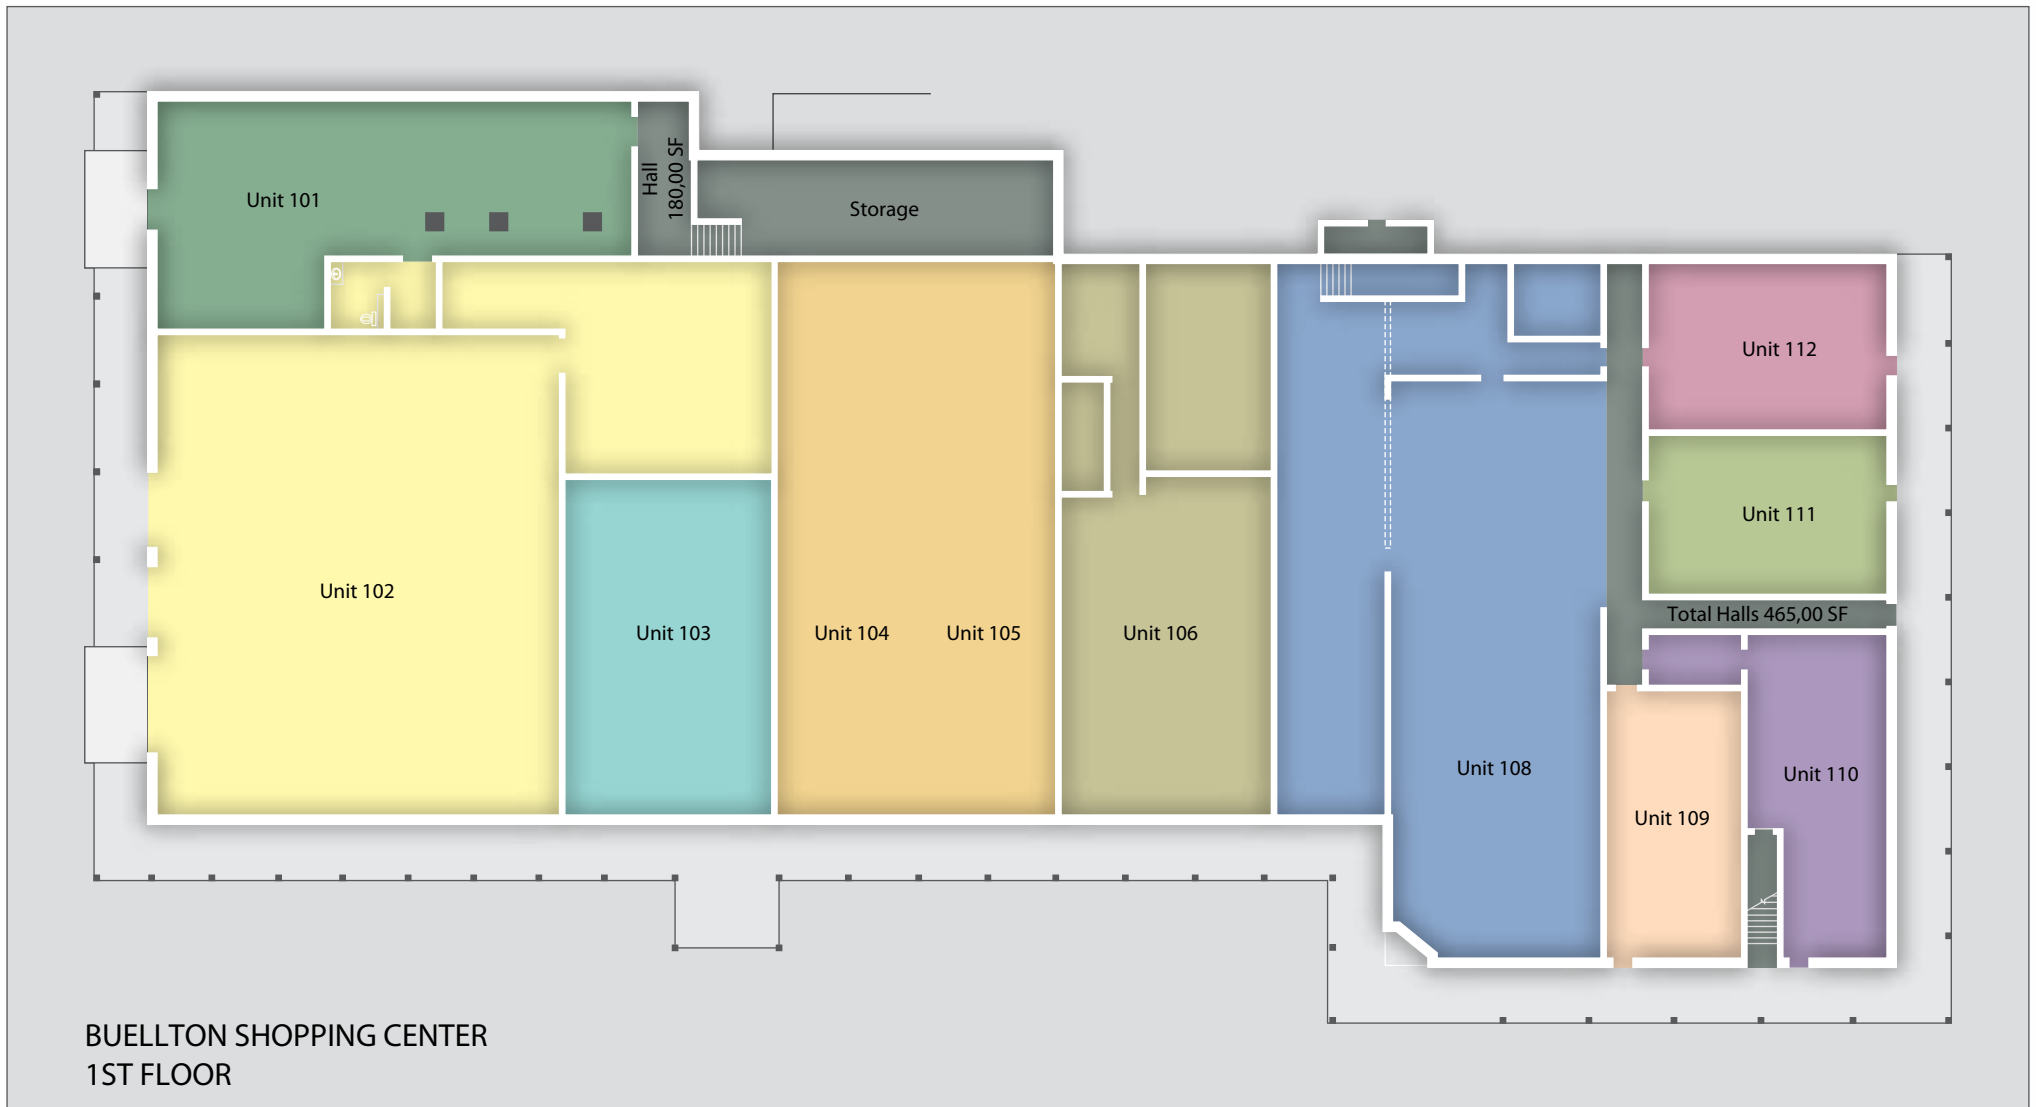 Hall
180,00 SF
Unit 101
Storage
Unit 112
Unit 111
Unit 102
Total Halls 465,00 SF
Unit 103
Unit 104
Unit 105
Unit 106
Unit 108
Unit 110
Unit 109
BUELLTON SHOPPING CENTER
1ST FLOOR